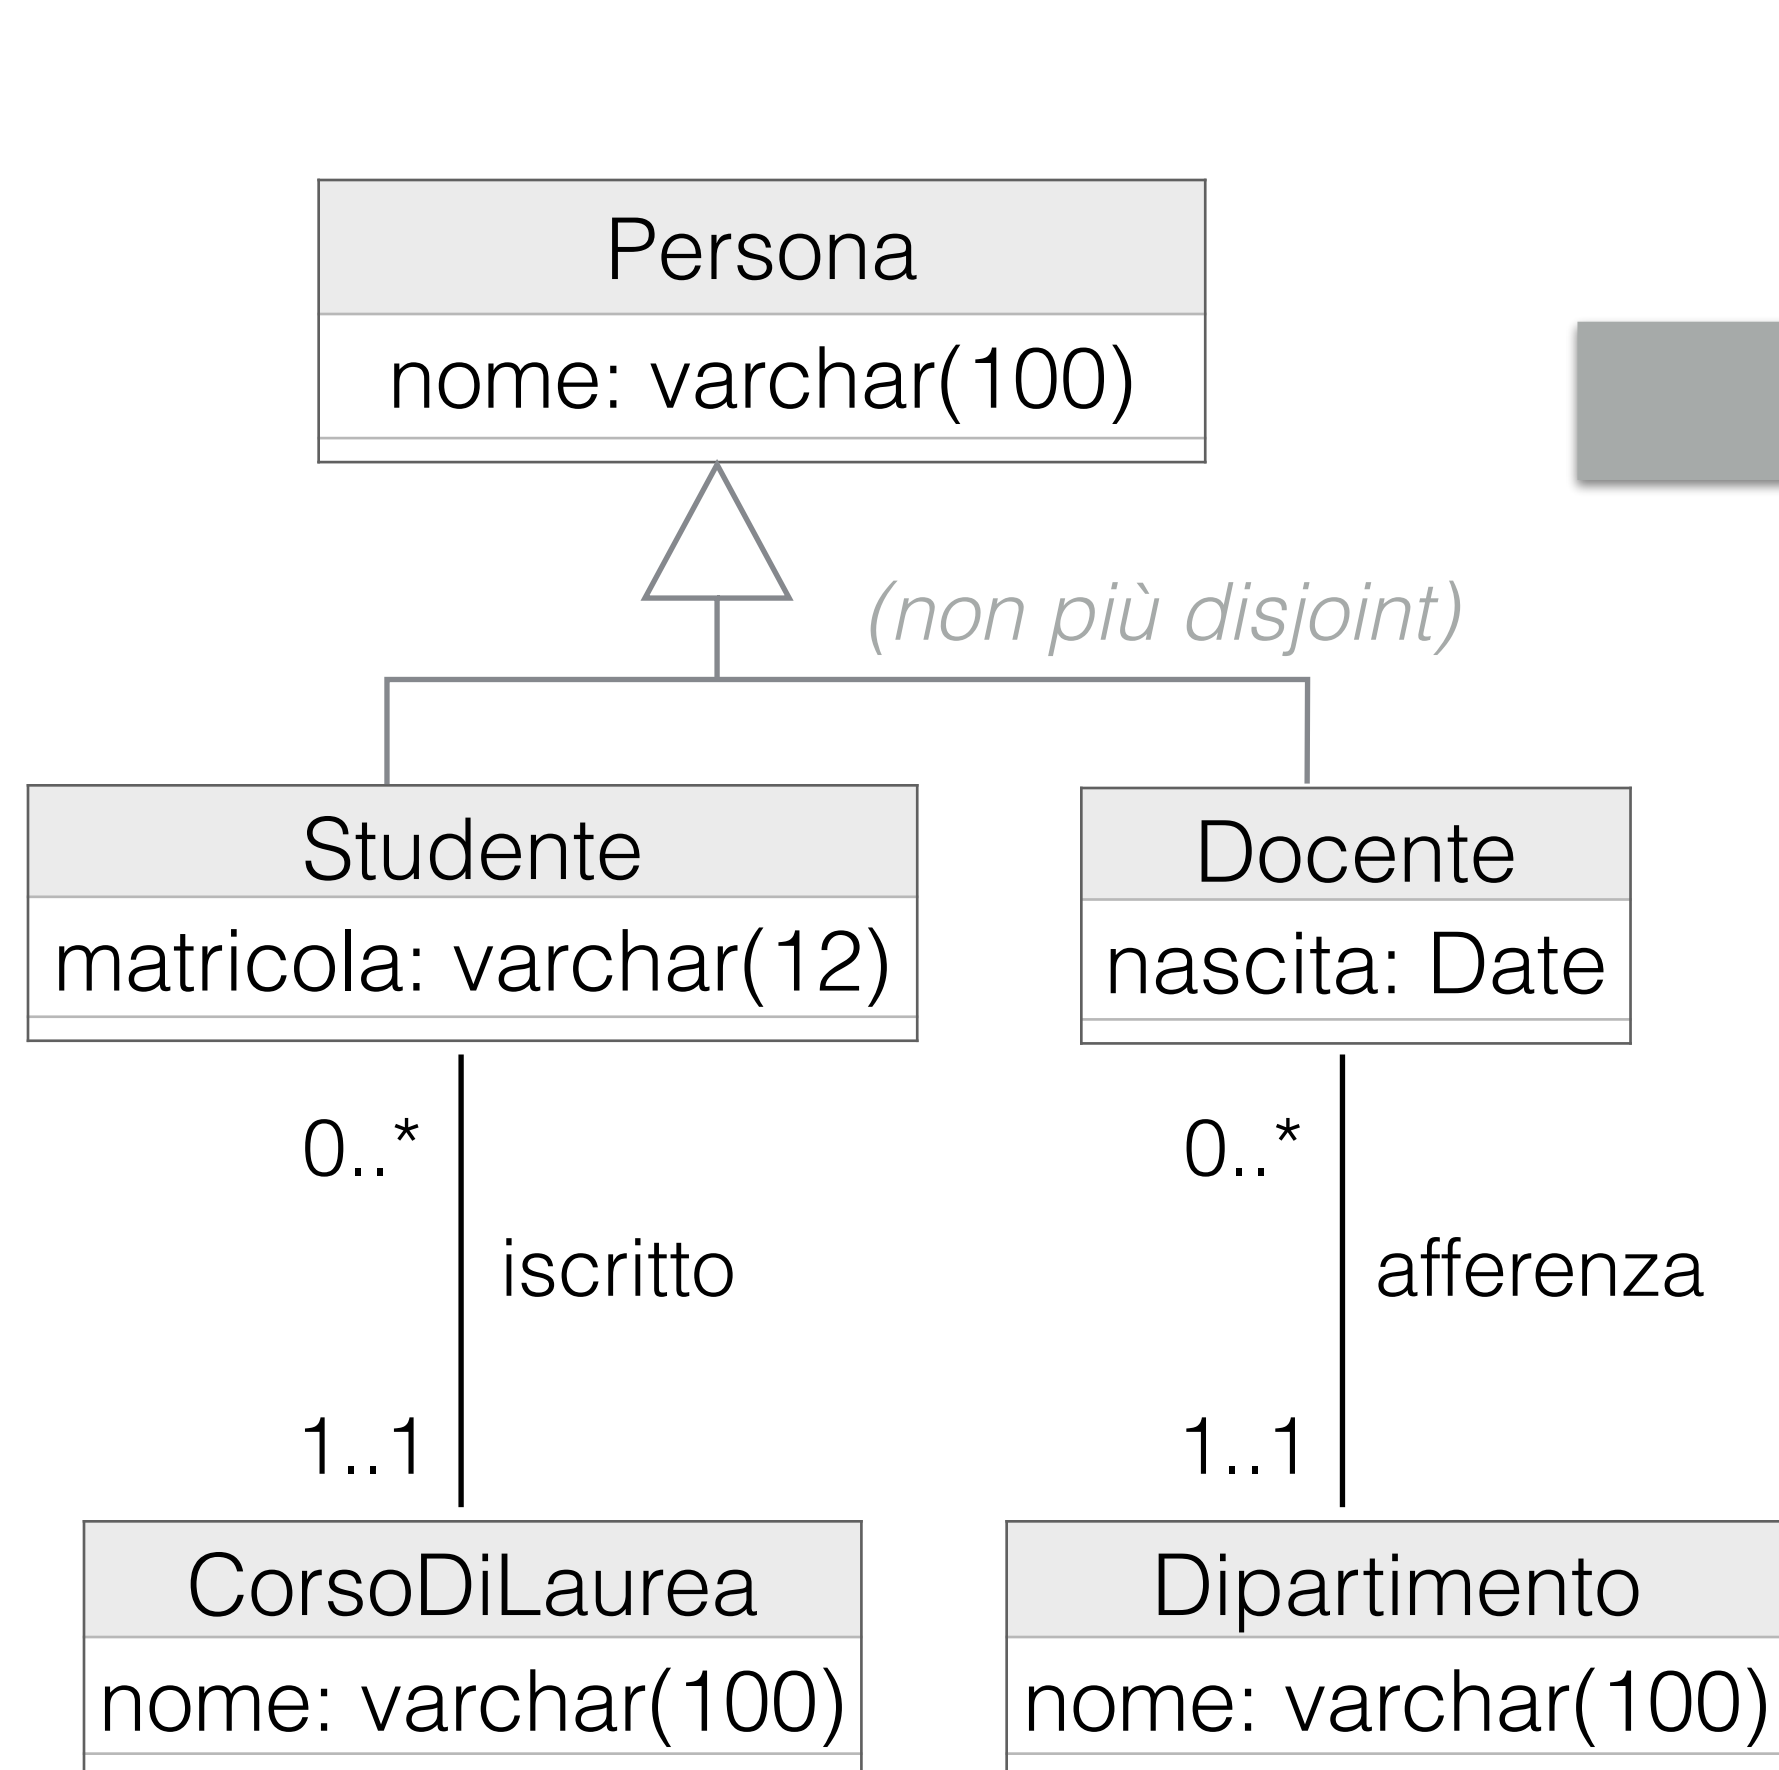 Persona
nome: varchar(100)
(non più disjoint)
Studente
matricola: varchar(12)
Docente
nascita: Date
0..*
0..*
iscritto
afferenza
1..1
1..1
CorsoDiLaurea
nome: varchar(100)
Dipartimento
nome: varchar(100)